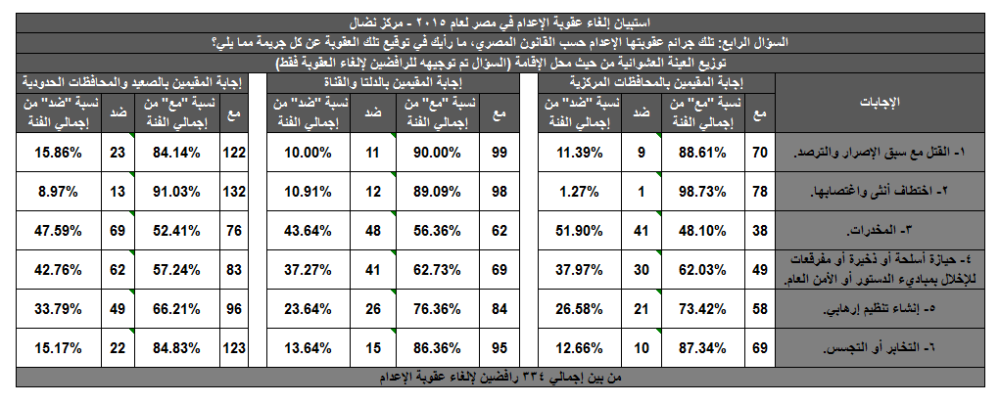 استبيان إلغاء عقوبة الإعدام في مصر لعام ٢٠١٥ - مركز نضال
السؤال الرابع: تلك جرائم عقوبتها الإعدام حسب القانون المصري، ما رأيك في توقيع تلك العقوبة عن كل جريمة مما يلي؟
توزيع العينة العشوائية من حيث محل الإقامة (السؤال تم توجيهه للرافضين لإلغاء العقوبة فقط)
الإجابات إجابة المقيمين بالمحافظات المركزية إجابة المقيمين بالدلتا والقناة إجابة المقيمين بالصعيد والمحافظات الحدودية
مع نسبة "مع" من إجمالي الفئة ضد نسبة "ضد" من إجمالي الفئة مع نسبة "مع" من إجمالي الفئة ضد نسبة "ضد" من إجمالي الفئة مع نسبة "مع" من إجمالي الفئة ضد نسبة "ضد" من إجمالي الفئة
١- القتل مع سبق الإصرار والترصد. 70 88.61% 9 11.39% 99 90.00% 11 10.00% 122 84.14% 23 15.86%
٢- اختطاف أنثى واغتصابها. 78 98.73% 1 1.27% 98 89.09% 12 10.91% 132 91.03% 13 8.97%
٣- المخدرات. 38 48.10% 41 51.90% 62 56.36% 48 43.64% 76 52.41% 69 47.59%
٤- حيازة أسلحة أو ذخيرة أو مفرقعات
للإخلال بمباديء الدستور أو الأمن العام. 49 62.03% 30 37.97% 69 62.73% 41 37.27% 83 57.24% 62 42.76%
٥- إنشاء تنظيم إرهابي. 58 73.42% 21 26.58% 84 76.36% 26 23.64% 96 66.21% 49 33.79%
٦- التخابر أو التجسس. 69 87.34% 10 12.66% 95 86.36% 15 13.64% 123 84.83% 22 15.17%
من بين إجمالي ٣٣٤ رافضين لإلغاء عقوبة الإعدام